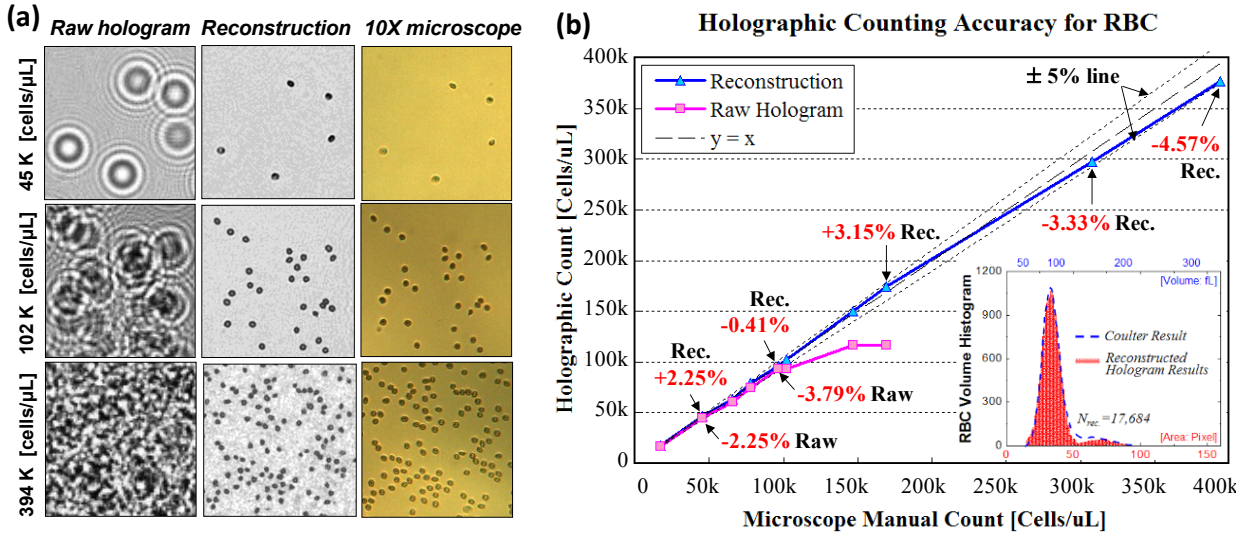 (a)
Raw hologram
Reconstruction
10X microscope
45 K [cells/µL]
102 K [cells/µL]
394 K [cells/µL]
(b)
Holographic Counting Accuracy for RBC
Holographic Count [Cells/uL]
400k
350k
300k
250k
200k
150k
100k
50k
0
Reconstruction
Raw Hologram
y = x
± 5% line
-4.57%
Rec.
-3.33% Rec.
+3.15% Rec.
Rec.
-0.41%
Rec.
+2.25%
-3.79% Raw
-2.25% Raw
50 100 200 300
[Volume: fL]
RBC Volume Histogram
1200
900
600
300
0
Coulter Result
Reconstructed
Hologram Results
Nrec.=17,684
[Area: Pixel]
0 50 100 150
0 50k 100k 150k 200k 250k 300k 350k 400k
Microscope Manual Count [Cells/uL]